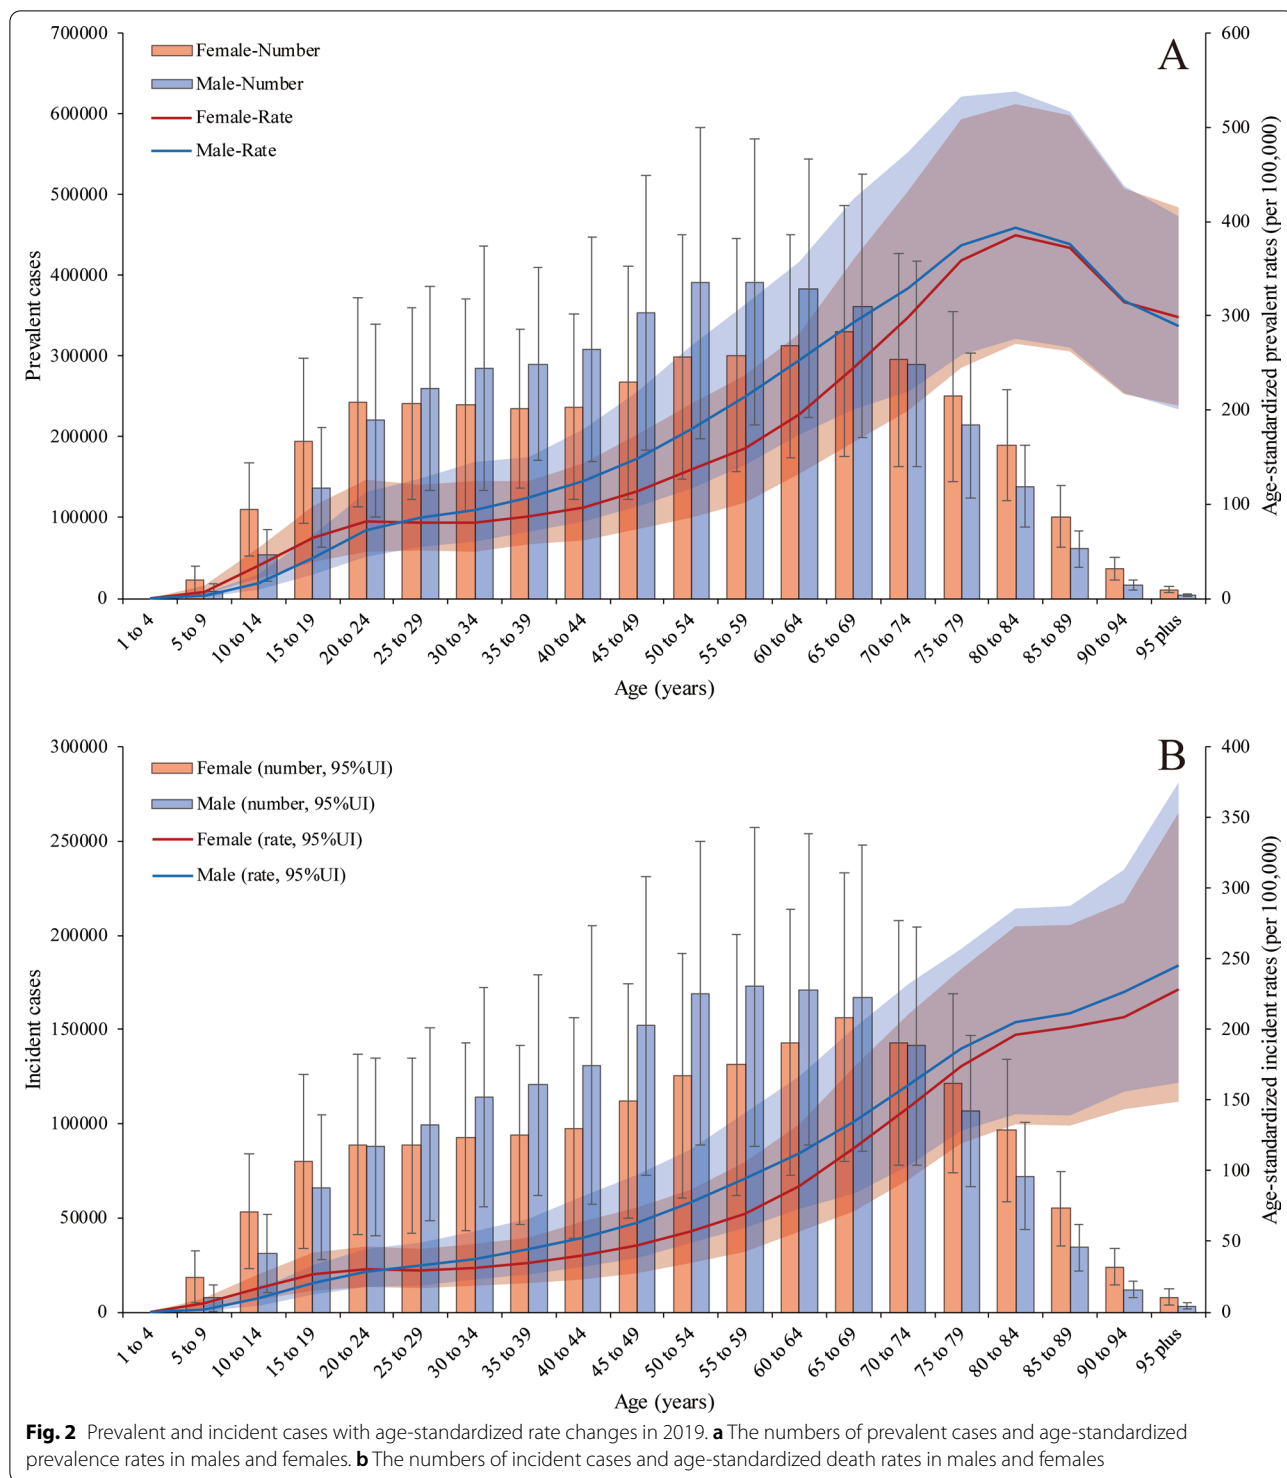 A
Female-Number
Male-Number
Female-Rate
Male-Rate
700000
600000
500000
400000
300000
200000
100000
0
Prevalent cases
600
500
400
300
200
100
0
Age-standardized prevalent rates (per 100,000)
1 to 4
5 to 9
10 to 14
15 to 19
20 to 24
25 to 29
30 to 34
35 to 39
40 to 44
45 to 49
50 to 54
55 to 59
60 to 64
65 to 69
70 to 74
75 to 79
80 to 84
85 to 89
90 to 94
95 plus
Age (years)
B
Female (number, 95%UI)
Male (number, 95%UI)
Female (rate, 95%UI)
Male (rate, 95%UI)
300000
250000
200000
150000
100000
50000
0
Incident cases
400
350
300
250
200
150
100
50
0
Age-standardized incident rates (per 100,000)
1 to 4
5 to 9
10 to 14
15 to 19
20 to 24
25 to 29
30 to 34
35 to 39
40 to 44
45 to 49
50 to 54
55 to 59
60 to 64
65 to 69
70 to 74
75 to 79
80 to 84
85 to 89
90 to 94
95 plus
Age (years)
Fig. 2 Prevalent and incident cases with age-standardized rate changes in 2019. a The numbers of prevalent cases and age-standardized
prevalence rates in males and females. b The numbers of incident cases and age-standardized death rates in males and females